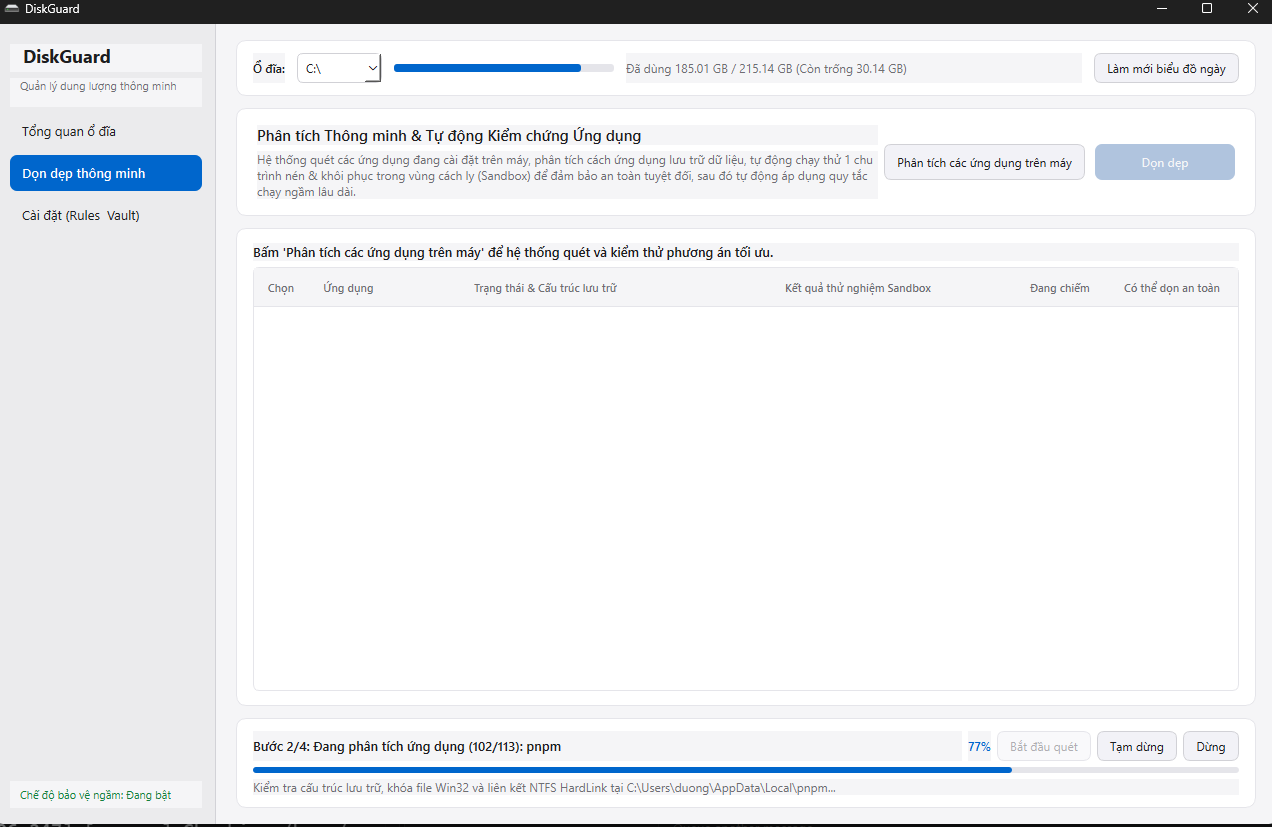 DiskGuard
DiskGuard
Quản lý dung lượng thông minh
Tổng quan ổ đĩa
Dọn dẹp thông minh
Cài đặt (Rules  Vault)
Chế độ bảo vệ ngầm: Đang bật
Ổ đĩa:
C:\
Đã dùng 185.01 GB / 215.14 GB (Còn trống 30.14 GB)
Làm mới biểu đồ ngày
Phân tích Thông minh & Tự động Kiểm chứng Ứng dụng
Hệ thống quét các ứng dụng đang cài đặt trên máy, phân tích cách ứng dụng lưu trữ dữ liệu, tự động chạy thử 1 chu
trình nén & khôi phục trong vùng cách ly (Sandbox) để đảm bảo an toàn tuyệt đối, sau đó tự động áp dụng quy tắc
chạy ngầm lâu dài.
Phân tích các ứng dụng trên máy
Dọn dẹp
Bấm 'Phân tích các ứng dụng trên máy' để hệ thống quét và kiểm thử phương án tối ưu.
Chọn
Ứng dụng
Trạng thái & Cấu trúc lưu trữ
Kết quả thử nghiệm Sandbox
Đang chiếm
Có thể dọn an toàn
Bước 2/4: Đang phân tích ứng dụng (102/113): pnpm
77%
Bắt đầu quét
Tạm dừng
Dừng
Kiểm tra cấu trúc lưu trữ, khóa file Win32 và liên kết NTFS HardLink tại C:\Users\duong\AppData\Local\pnpm...